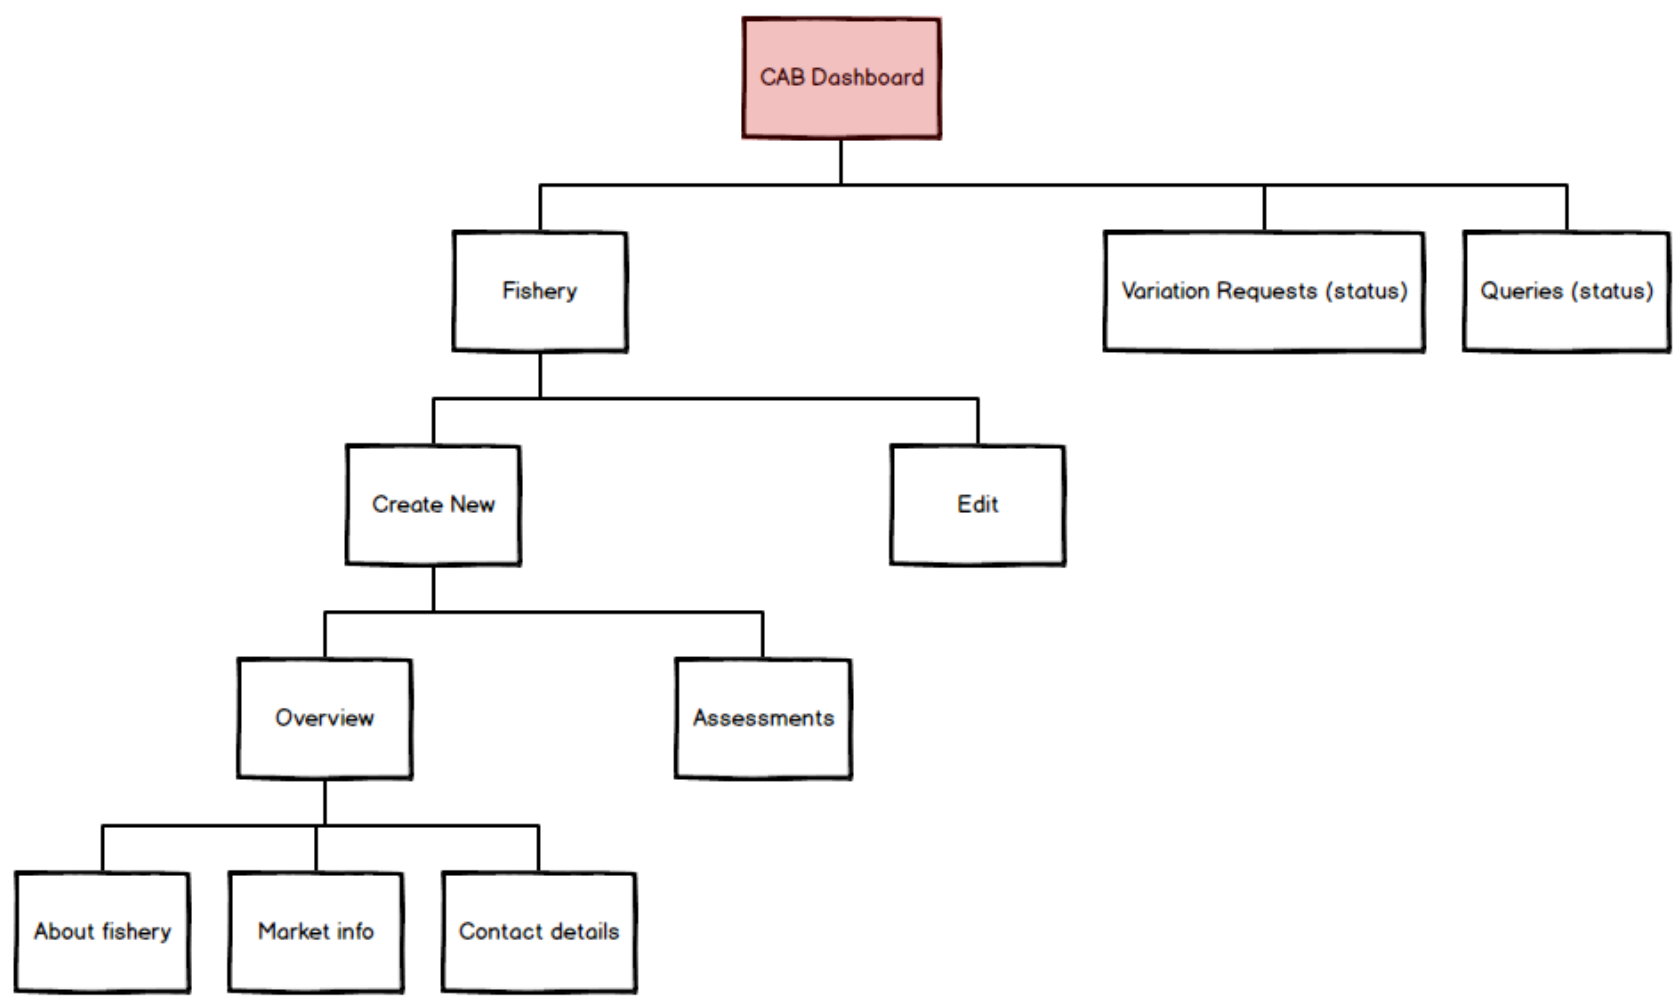 CAB Dashboard
Fishery
Variation Requests (status)
Queries (status)
Create New
Edit
Overview
Assessments
About fishery
Market info
Contact details